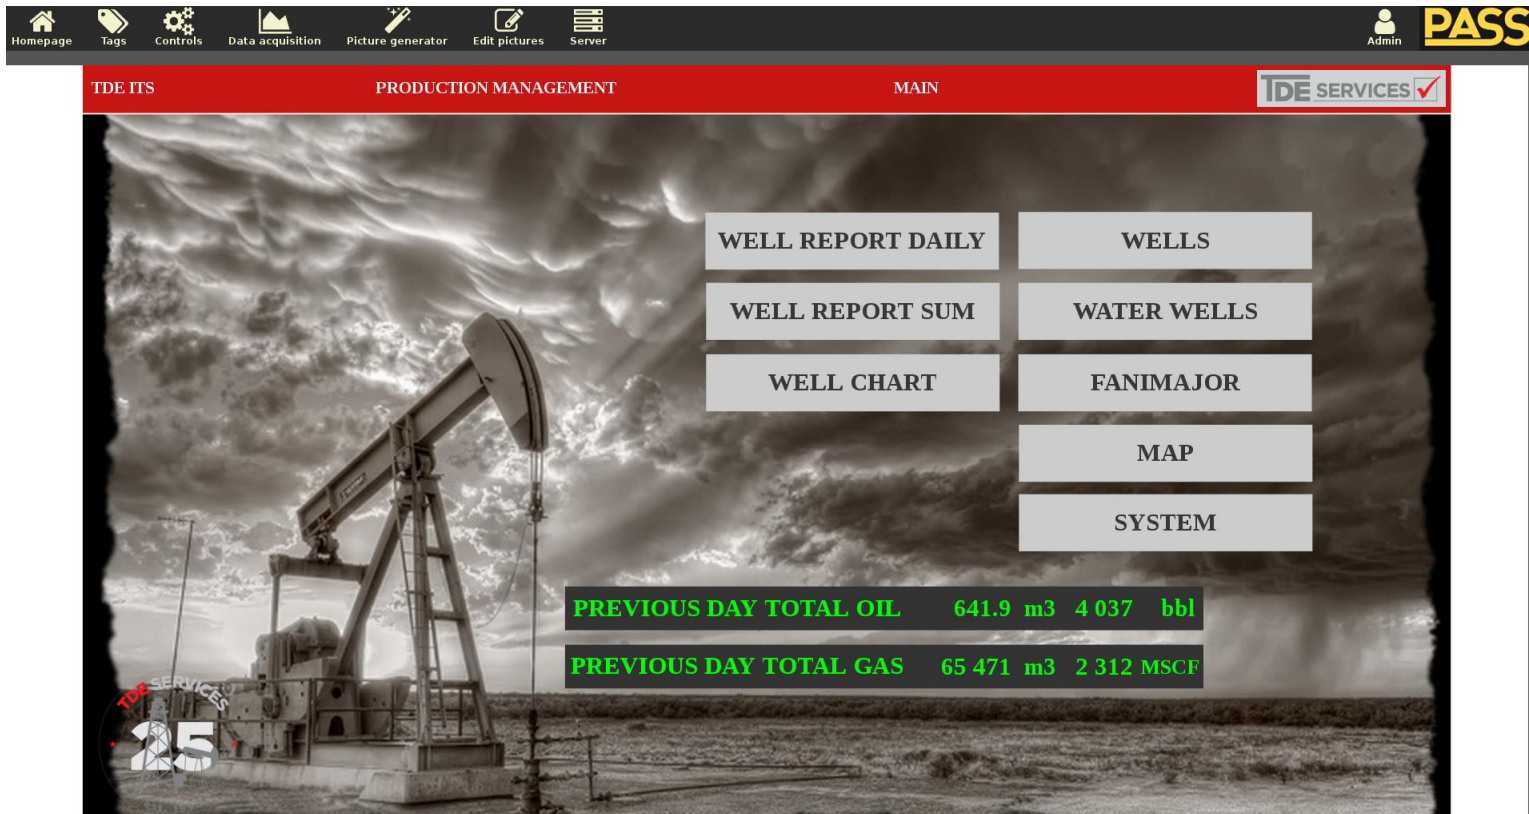 Homepage Tags Controls Data acquisition Picture generator Edit pictures Server Admin PASS
TDE ITS PRODUCTION MANAGEMENT MAIN TDE SERVICES
WELL REPORT DAILY WELLS
WELL REPORT SUM WATER WELLS
WELL CHART FANIMAJOR
MAP
SYSTEM
PREVIOUS DAY TOTAL OIL 641.9 m3 4 037 bbl
PREVIOUS DAY TOTAL GAS 65 471 m3 2 312 MSCF
TDE SERVICES
25